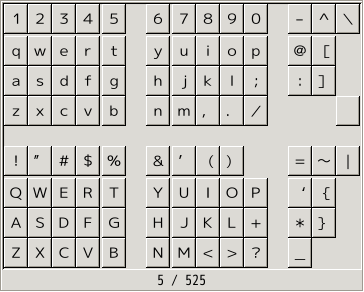 1 2 3 4 5 6 7 8 9 0 - ^ \
q w e r t y u i o p @ [
a s d f g h j k l ; : ]
z x c v b n m , . /
! " # $ % & ' ( ) = ~ |
Q W E R T Y U I O P ` {
A S D F G H J K L + * }
Z X C V B N M < > ? _
5 / 525